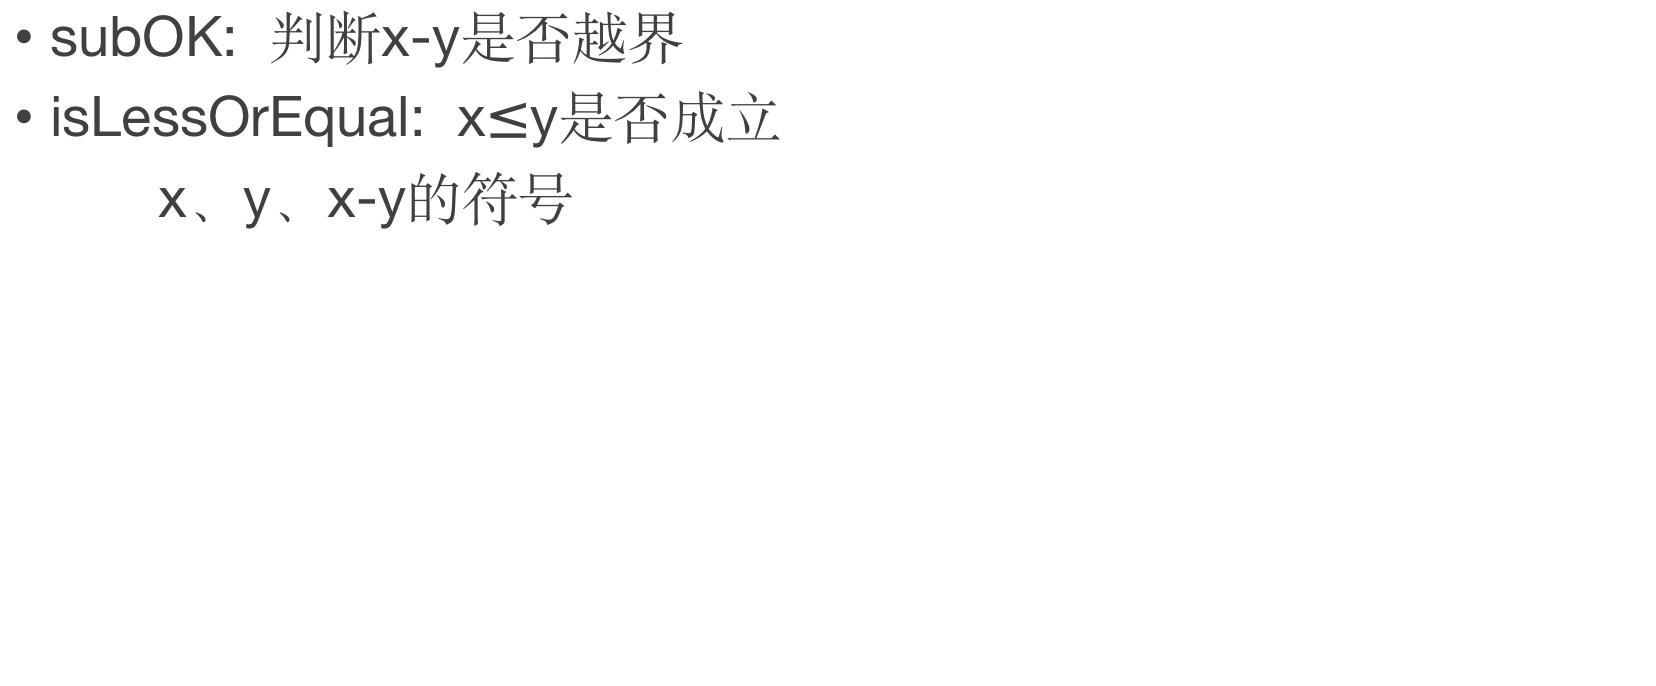 • subOK: 判断x-y是否越界
• isLessOrEqual: x≤y是否成立
x、y、x-y的符号